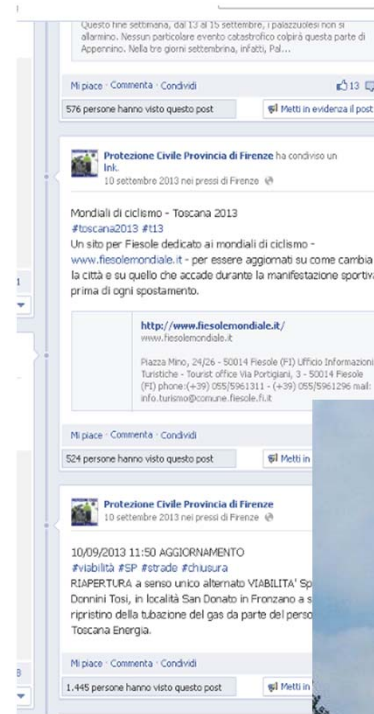 Questo fine settimana, dal 13 al 15 settembre, i palazzuolesi non si
allarmino. Nessun particolare evento catastrofico colpirà questa parte di
Appennino. Nella tre giorni settembrina, infatti, Pal...
Mi piace · Commenta · Condividi 13
576 persone hanno visto questo post Metti in evidenza il post
Protezione Civile Provincia di Firenze ha condiviso un
link.
10 settembre 2013 nei pressi di Firenze
Mondiali di ciclismo - Toscana 2013
#toscana2013 #t13
Un sito per Fiesole dedicato ai mondiali di ciclismo -
www.fiesolemondiale.it - per essere aggiornati su come cambia
la città e su quello che accade durante la manifestazione sportiva
prima di ogni spostamento.
http://www.fiesolemondiale.it/
www.fiesolemondiale.it
Piazza Mino, 24/26 - 50014 Fiesole (FI) Ufficio Informazioni
Turistiche - Tourist office Via Portigiani, 3 - 50014 Fiesole
(FI) phone:(+39) 055/5961311 - (+39) 055/5961296 mail:
info.turismo@comune.fiesole.fi.it
Mi piace · Commenta · Condividi
524 persone hanno visto questo post Metti in
Protezione Civile Provincia di Firenze
10 settembre 2013 nei pressi di Firenze
10/09/2013 11:50 AGGIORNAMENTO
#viabilità #SP #strade #chiusura
RIAPERTURA a senso unico alternato VIABILITA' Sp
Donnini Tosi, in località San Donato in Fronzano a s
ripristino della tubazione del gas da parte del perso
Toscana Energia.
Mi piace · Commenta · Condividi
1.445 persone hanno visto questo post Metti in